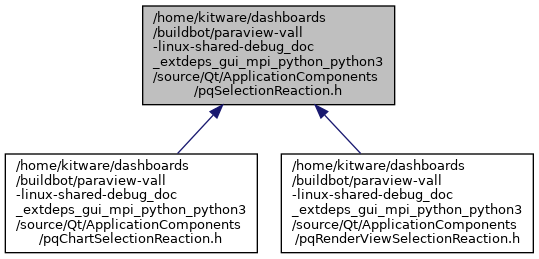 /home/kitware/dashboards
/buildbot/paraview-vall
-linux-shared-debug_doc
_extdeps_gui_mpi_python_python3
/source/Qt/ApplicationComponents
/pqSelectionReaction.h
/home/kitware/dashboards
/buildbot/paraview-vall
-linux-shared-debug_doc
_extdeps_gui_mpi_python_python3
/source/Qt/ApplicationComponents
/pqChartSelectionReaction.h
/home/kitware/dashboards
/buildbot/paraview-vall
-linux-shared-debug_doc
_extdeps_gui_mpi_python_python3
/source/Qt/ApplicationComponents
/pqRenderViewSelectionReaction.h